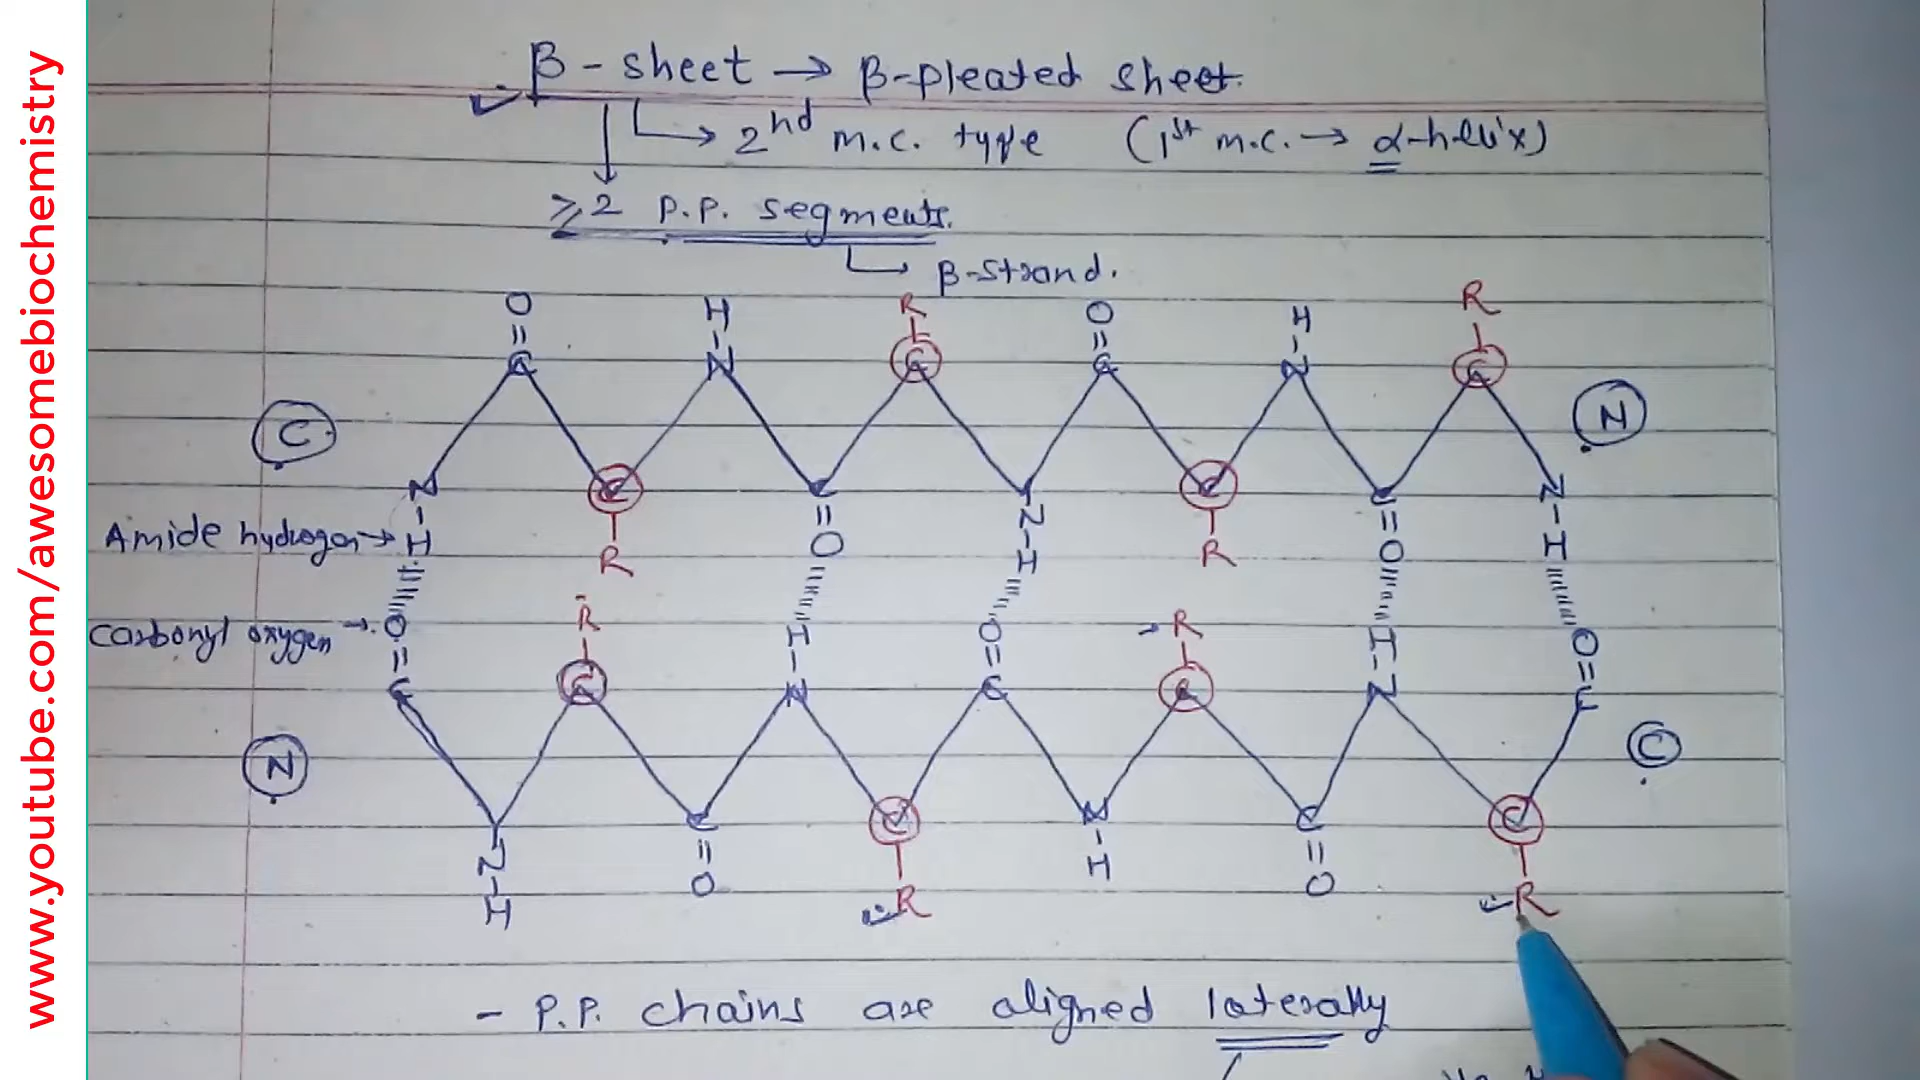 www.youtube.com/awesomebiochemistry
β-sheet → β-pleated sheet.
2nd m.c. type (1st m.c. → α-helix)
≥2 P.P. segments.
β-strand.
O H R O H R
C N C C N C
C N
N C C N C C N
Amide hydrogen → H R O H R O H
Carbonyl oxygen → O R H O R H O
C C N C C N C
N C
N C C N C C
H O R H O R
- P.P. chains are aligned laterally